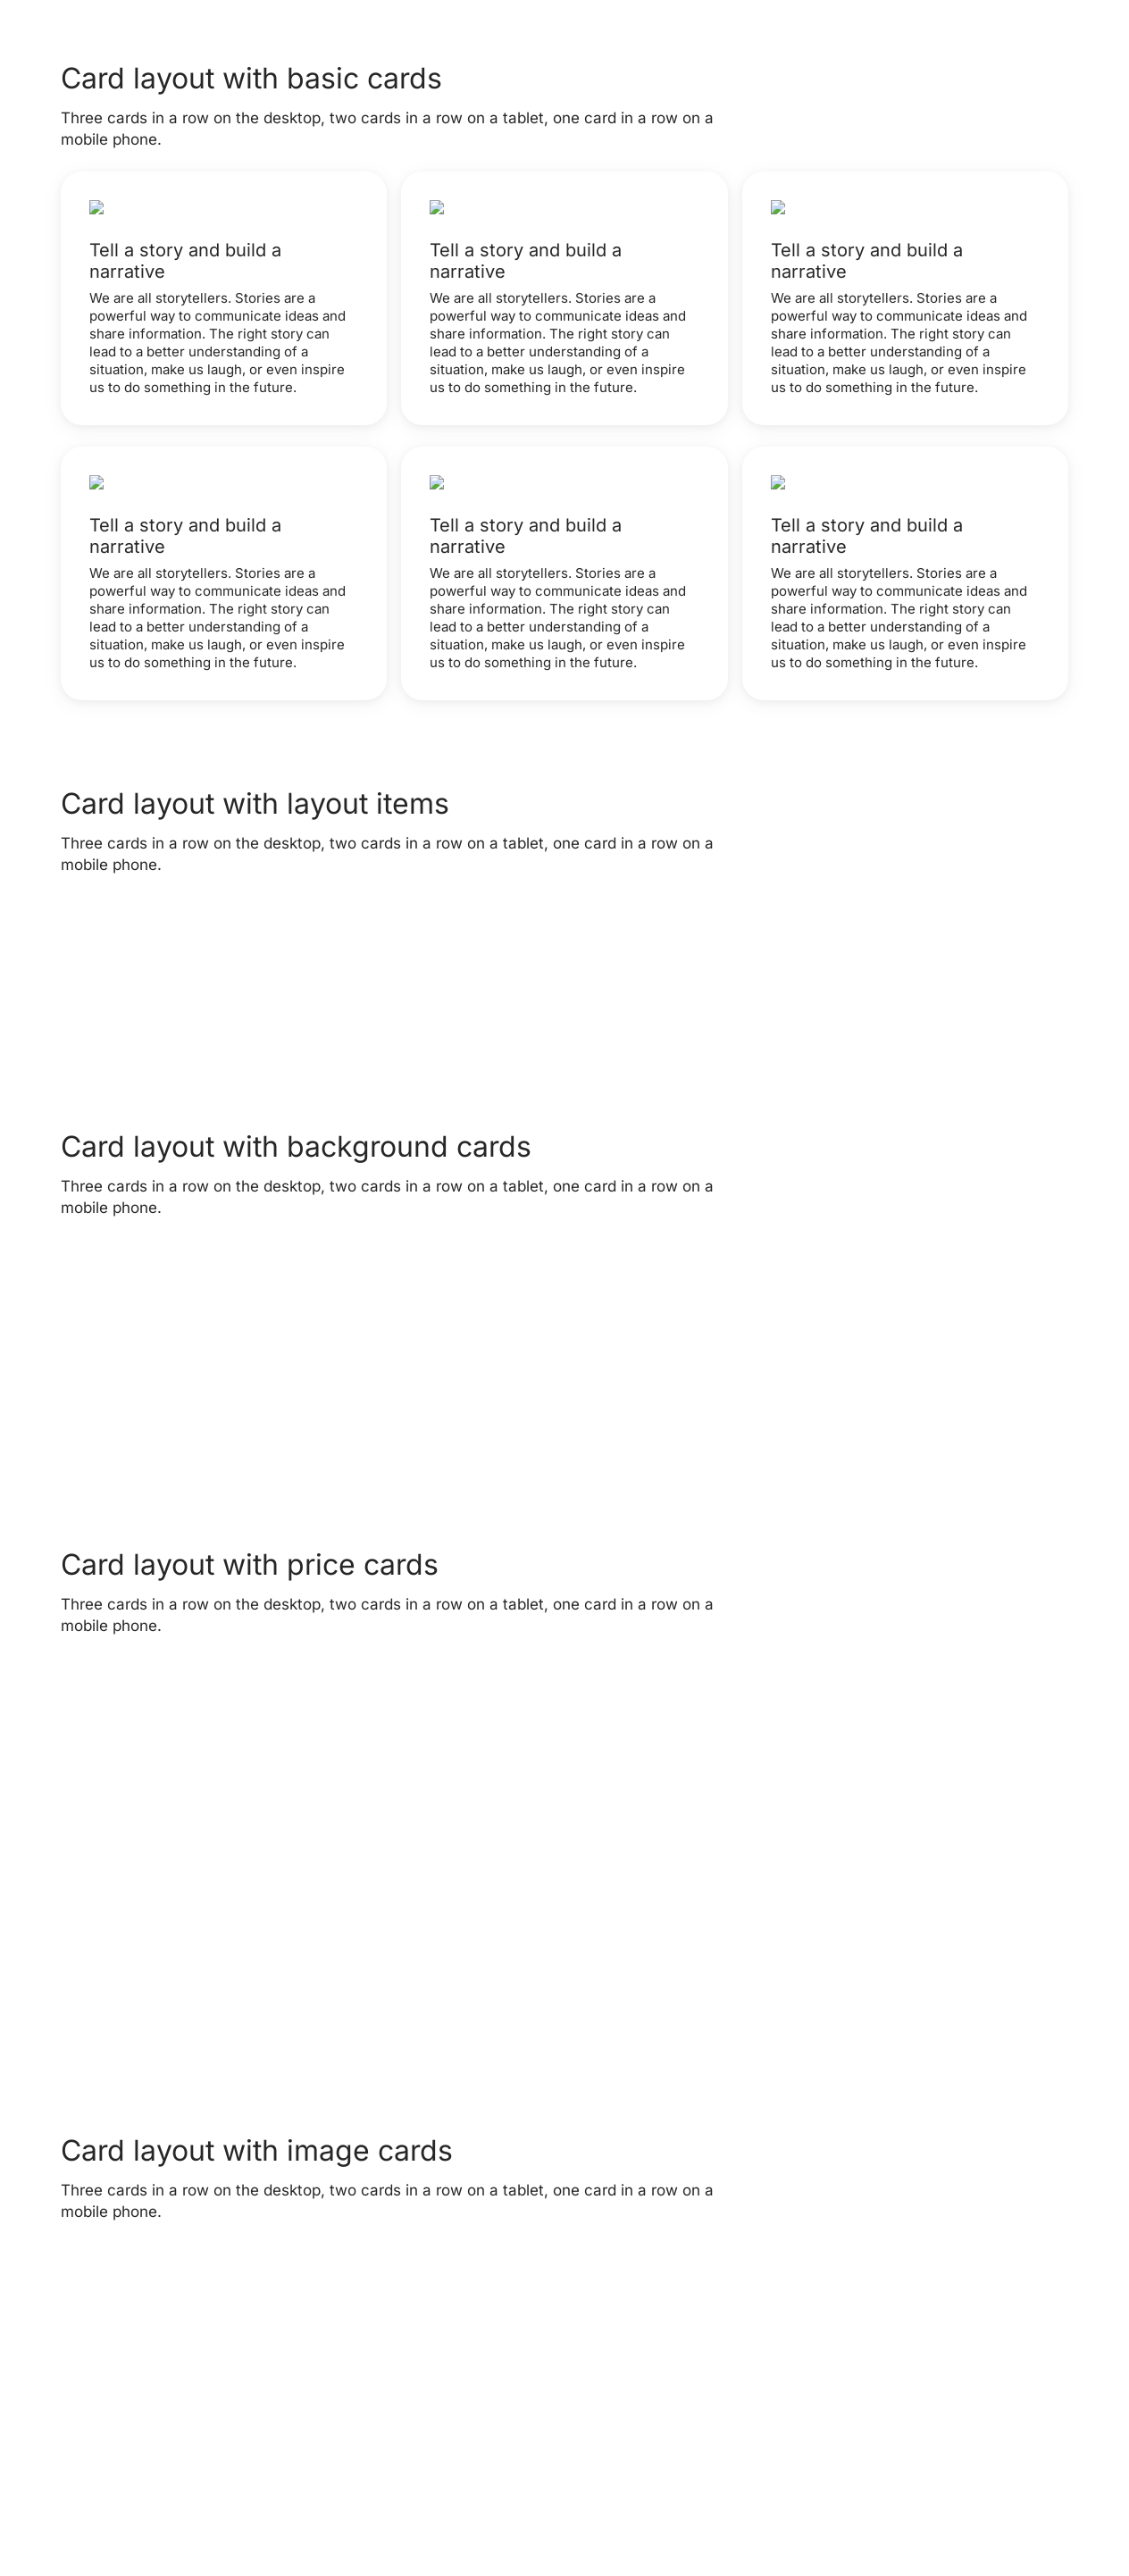 Card layout with basic cards
Three cards in a row on the desktop, two cards in a row on a tablet, one card in a row on a
mobile phone.
Tell a story and build a
narrative
We are all storytellers. Stories are a
powerful way to communicate ideas and
share information. The right story can
lead to a better understanding of a
situation, make us laugh, or even inspire
us to do something in the future.
Tell a story and build a
narrative
We are all storytellers. Stories are a
powerful way to communicate ideas and
share information. The right story can
lead to a better understanding of a
situation, make us laugh, or even inspire
us to do something in the future.
Tell a story and build a
narrative
We are all storytellers. Stories are a
powerful way to communicate ideas and
share information. The right story can
lead to a better understanding of a
situation, make us laugh, or even inspire
us to do something in the future.
Tell a story and build a
narrative
We are all storytellers. Stories are a
powerful way to communicate ideas and
share information. The right story can
lead to a better understanding of a
situation, make us laugh, or even inspire
us to do something in the future.
Tell a story and build a
narrative
We are all storytellers. Stories are a
powerful way to communicate ideas and
share information. The right story can
lead to a better understanding of a
situation, make us laugh, or even inspire
us to do something in the future.
Tell a story and build a
narrative
We are all storytellers. Stories are a
powerful way to communicate ideas and
share information. The right story can
lead to a better understanding of a
situation, make us laugh, or even inspire
us to do something in the future.
Card layout with layout items
Three cards in a row on the desktop, two cards in a row on a tablet, one card in a row on a
mobile phone.
Card layout with background cards
Three cards in a row on the desktop, two cards in a row on a tablet, one card in a row on a
mobile phone.
Card layout with price cards
Three cards in a row on the desktop, two cards in a row on a tablet, one card in a row on a
mobile phone.
Card layout with image cards
Three cards in a row on the desktop, two cards in a row on a tablet, one card in a row on a
mobile phone.